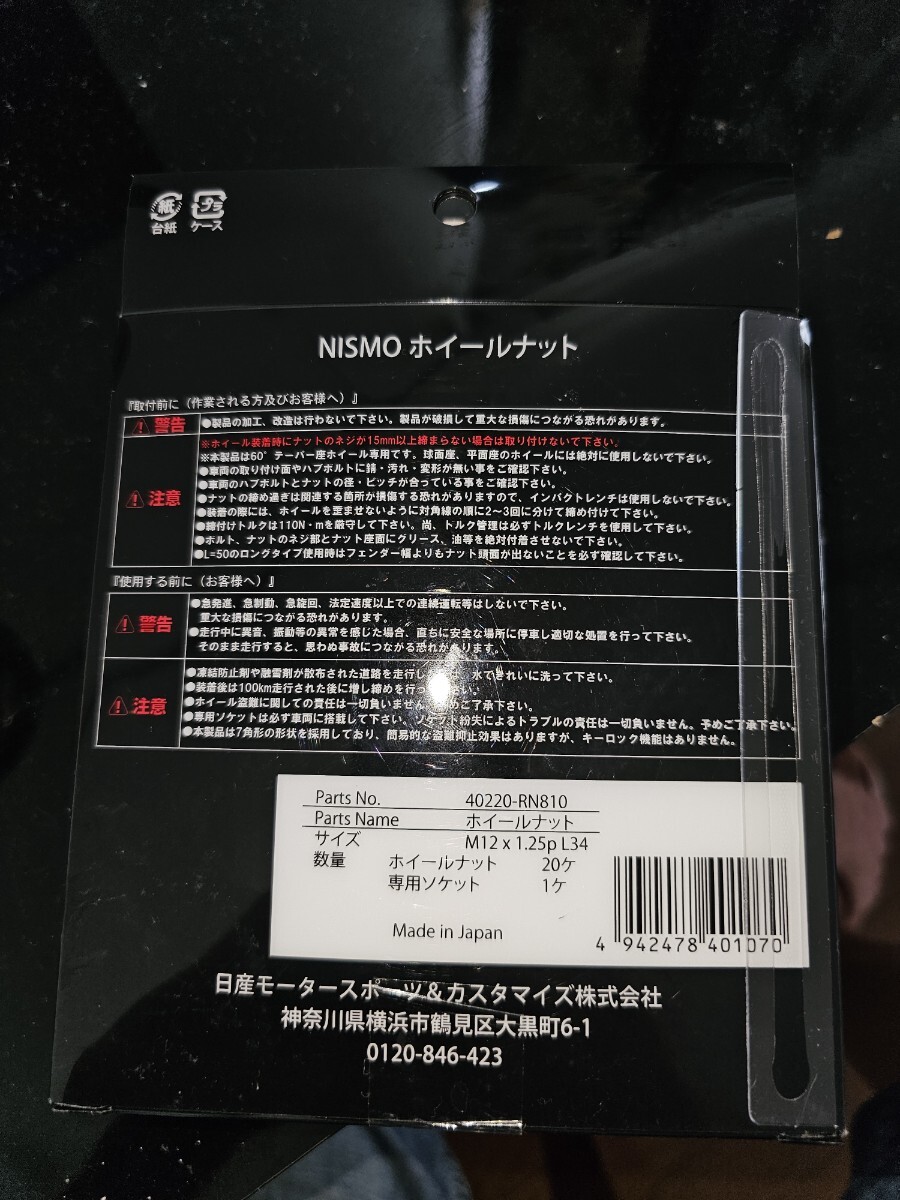 紙
台紙
プラ
ケース
NISMO ホイールナット
『取付前に（作業される方及びお客様へ）』
警告
●製品の加工、改造は行わないで下さい。製品が破損して重大な損傷につながる恐れがあります。
注意
※ホイール装着時にナットのネジが15mm以上締まらない場合は取り付けないで下さい。
※本製品は60°テーパー座ホイール専用です。球面座、平面座のホイールには絶対に使用しないで下さい。
●車両の取り付け面やハブボルトに錆・汚れ・変形が無い事をご確認下さい。
●車両のハブボルトとナットの径・ピッチが合っている事をご確認下さい。
●ナットの締め過ぎは関連する箇所が損傷する恐れがありますので、インパクトレンチは使用しないで下さい。
●装着の際には、ホイールを歪ませないように対角線の順に2〜3回に分けて締め付けて下さい。
●締付けトルクは110N・mを厳守して下さい。尚、トルク管理は必ずトルクレンチを使用して下さい。
●ボルト、ナットのネジ部とナット座面にグリース、油等を絶対付着させないで下さい。
●L=50のロングタイプ使用時はフェンダー幅よりもナット頭面が出ないことを必ず確認して下さい。
『使用する前に（お客様へ）』
警告
●急発進、急制動、急旋回、法定速度以上での連続運転等はしないで下さい。
重大な損傷につながる恐れがあります。
●走行中に異音、振動等の異常を感じた場合、直ちに安全な場所に停車し適切な処置を行って下さい。
そのまま走行すると、思わぬ事故につながる恐れがあります。
注意
●凍結防止剤や融雪剤が散布された道路を走行し 水できれいに洗って下さい。
●装着後は100km走行された後に増し締めを行っ 下さい。
●ホイール盗難に関しての責任は一切負いません めご了承下さい。
●専用ソケットは必ず車両に搭載して下さい。ソケット紛失によるトラブルの責任は一切負いません。予めご了承下さい。
●本製品は7角形の形状を採用しており、簡易的な盗難抑止効果はありますが、キーロック機能はありません。
Parts No. 40220-RN810
Parts Name ホイールナット
サイズ M12 x 1.25p L34
数量 ホイールナット 20ケ
専用ソケット 1ケ
Made in Japan
4 942478 401070
日産モータースポーツ&カスタマイズ株式会社
神奈川県横浜市鶴見区大黒町6-1
0120-846-423